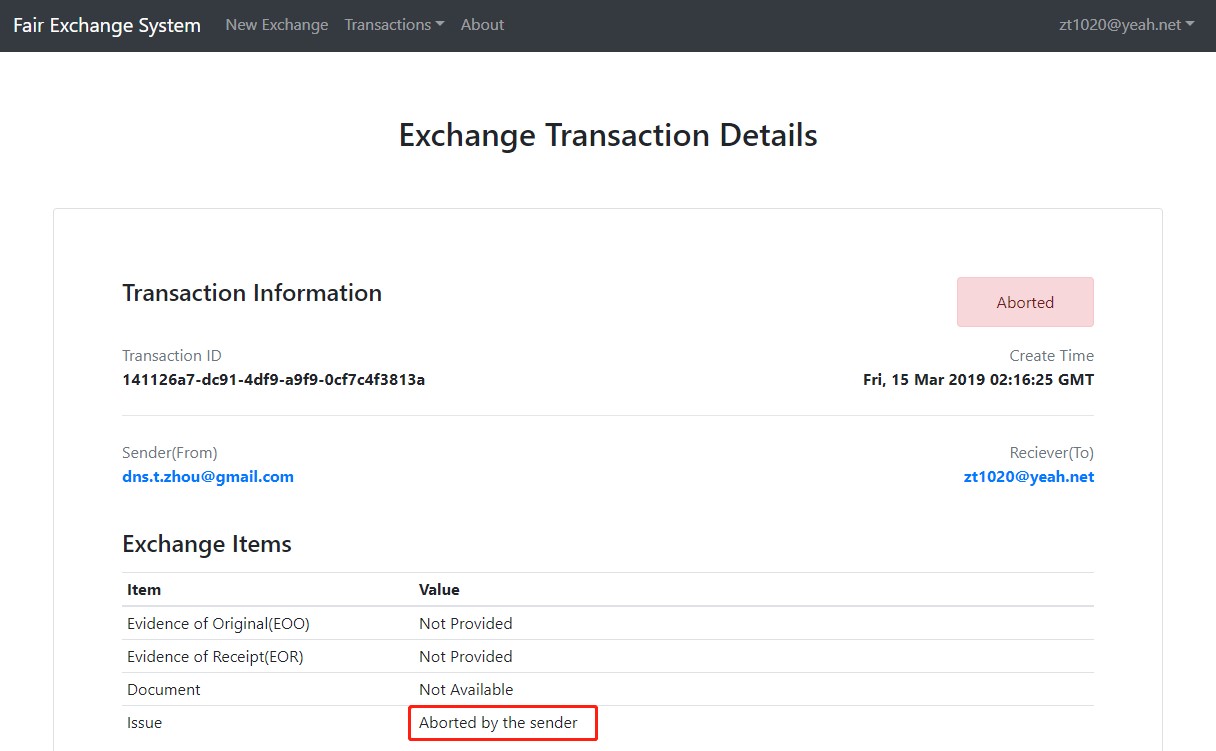 Fair Exchange System New Exchange Transactions About zt1020@yeah.net
Exchange Transaction Details
Transaction Information Aborted
Transaction ID Create Time
141126a7-dc91-4df9-a9f9-0cf7c4f3813a Fri, 15 Mar 2019 02:16:25 GMT
Sender(From) Reciever(To)
dns.t.zhou@gmail.com zt1020@yeah.net
Exchange Items
Item Value
Evidence of Original(EOO) Not Provided
Evidence of Receipt(EOR) Not Provided
Document Not Available
Issue Aborted by the sender